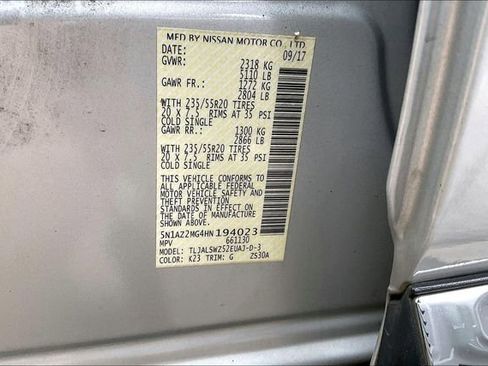 MFD BY NISSAN MOTOR CO., LTD.
DATE: 09/17
GVWR: 2318 KG
5110 LB
GAWR FR.: 1272 KG
2804 LB
WITH 235/55R20 TIRES
20 X 7.5 RIMS AT 35 PSI
COLD SINGLE
GAWR RR.: 1300 KG
2866 LB
WITH 235/55R20 TIRES
20 X 7.5 RIMS AT 35 PSI
COLD SINGLE
THIS VEHICLE CONFORMS TO
ALL APPLICABLE FEDERAL
MOTOR VEHICLE SAFETY AND
THEFT PREVENTION
STANDARDS IN EFFECT ON
THE DATE OF MANUFACTURE
5N1AZ2MG4HN194023
MPV 661130
TLJALSWZ52EUAJ-D-3
COLOR: K23 TRIM: G ZS30A